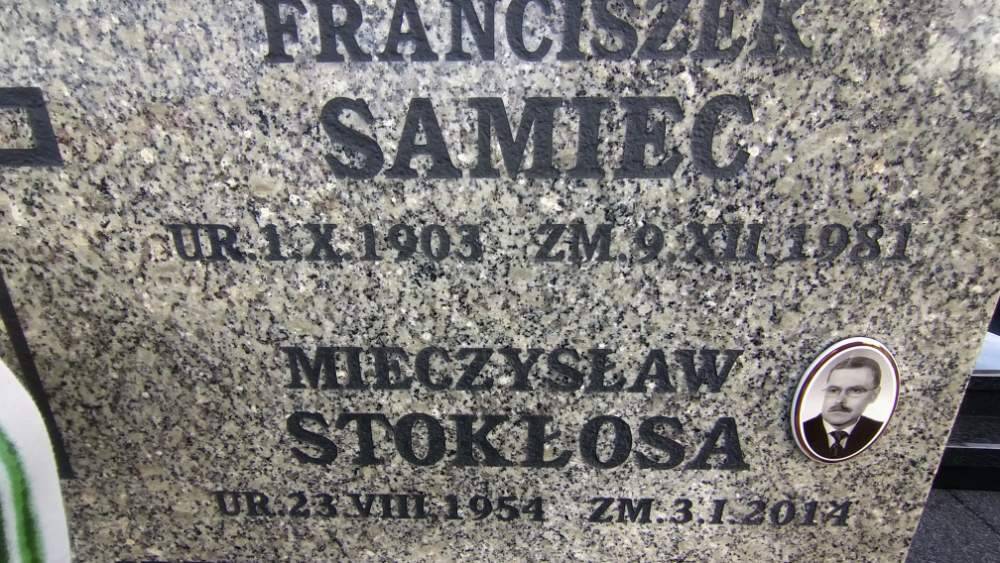 FRANCISZEK
SAMIEC
UR.1.X.1903 ZM.9.XII.1981
MIECZYSŁAW
STOKŁOSA
UR.23 VIII.1954 ZM.3.I.2014